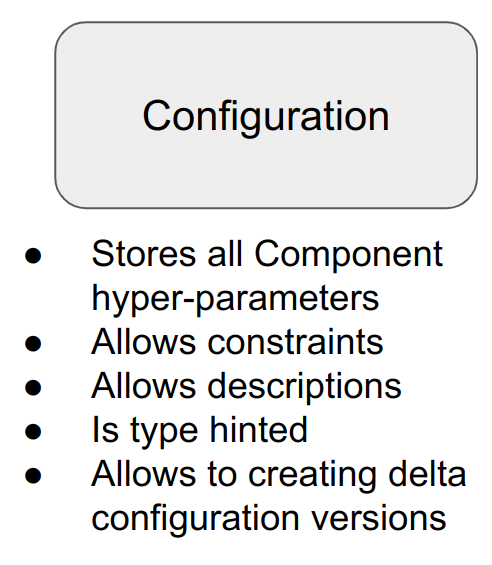 Configuration
● Stores all Component
hyper-parameters
● Allows constraints
● Allows descriptions
● Is type hinted
● Allows to creating delta
configuration versions